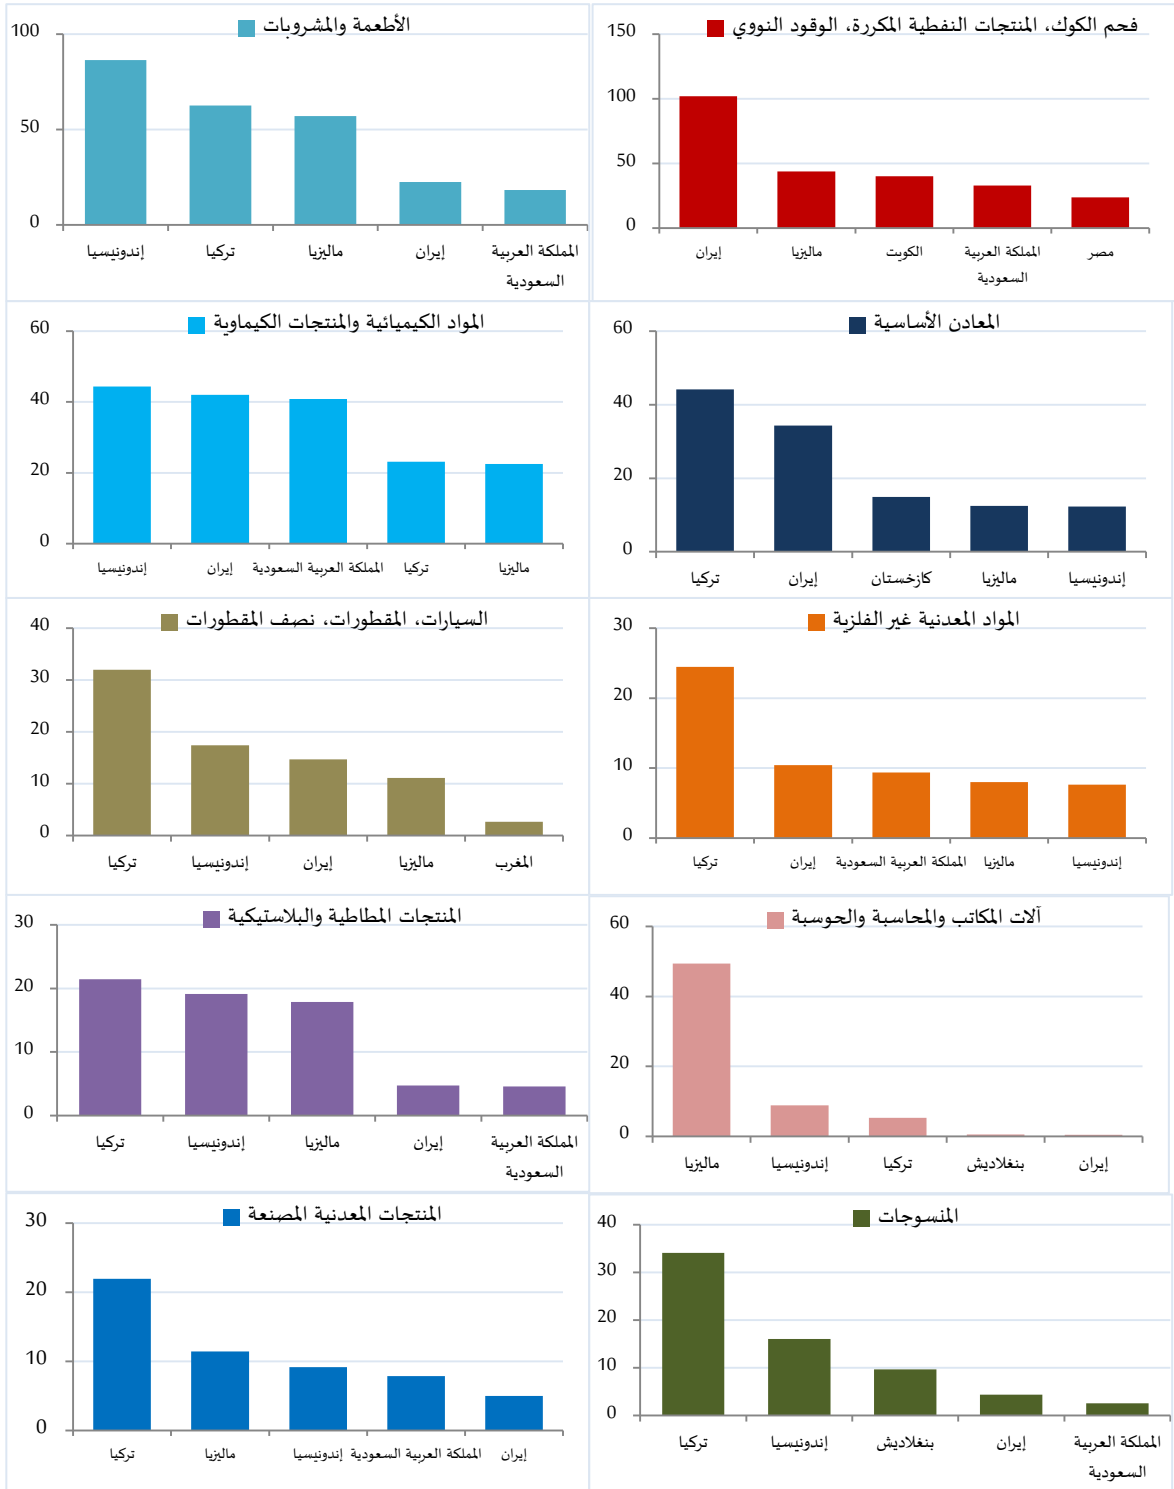 الأطعمة والمشروبات
100
50
0
إندونيسيا
تركيا
ماليزيا
إيران
المملكة العربية
السعودية
فحم الكوك، المنتجات النفطية المكررة، الوقود النووي
150
100
50
0
إيران
ماليزيا
الكويت
المملكة العربية
السعودية
مصر
المواد الكيميائية والمنتجات الكيماوية
60
40
20
0
إندونيسيا
إيران
المملكة العربية السعودية
تركيا
ماليزيا
المعادن الأساسية
60
40
20
0
تركيا
إيران
كازخستان
ماليزيا
إندونيسيا
السيارات، المقطورات، نصف المقطورات
40
30
20
10
0
تركيا
إندونيسيا
إيران
ماليزيا
المغرب
المواد المعدنية غير الفلزية
30
20
10
0
تركيا
إيران
المملكة العربية السعودية
ماليزيا
إندونيسيا
المنتجات المطاطية والبلاستيكية
30
20
10
0
تركيا
إندونيسيا
ماليزيا
إيران
المملكة العربية
السعودية
آلات المكاتب والمحاسبة والحوسبة
60
40
20
0
ماليزيا
إندونيسيا
تركيا
بنغلاديش
إيران
المنتجات المعدنية المصنعة
30
20
10
0
تركيا
ماليزيا
إندونيسيا
المملكة العربية السعودية
إيران
المنسوجات
40
30
20
10
0
تركيا
إندونيسيا
بنغلاديش
إيران
المملكة العربية
السعودية